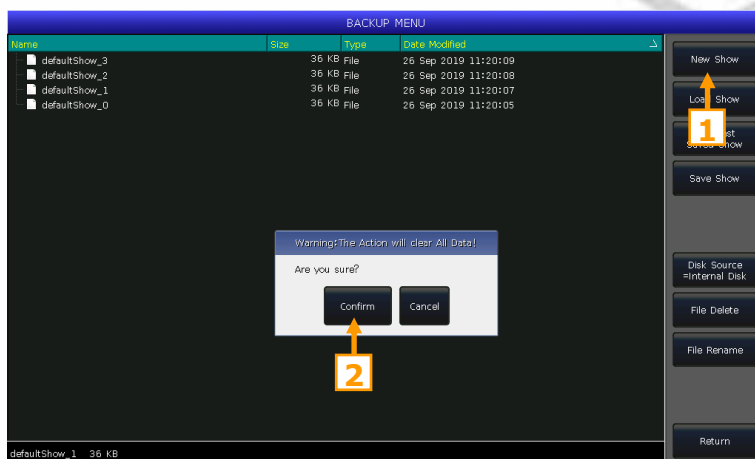 BACKUP MENU
Name Size Type Date Modified
defaultShow_3 36 KB File 26 Sep 2019 11:20:09
defaultShow_2 36 KB File 26 Sep 2019 11:20:08
defaultShow_1 36 KB File 26 Sep 2019 11:20:07
defaultShow_0 36 KB File 26 Sep 2019 11:20:05
Warning:The Action will clear All Data!
Are you sure?
Confirm Cancel
2
New Show
Show
1
Show
Save Show
Disk Source
=Internal Disk
File Delete
File Rename
Return
defaultShow_1 36 KB